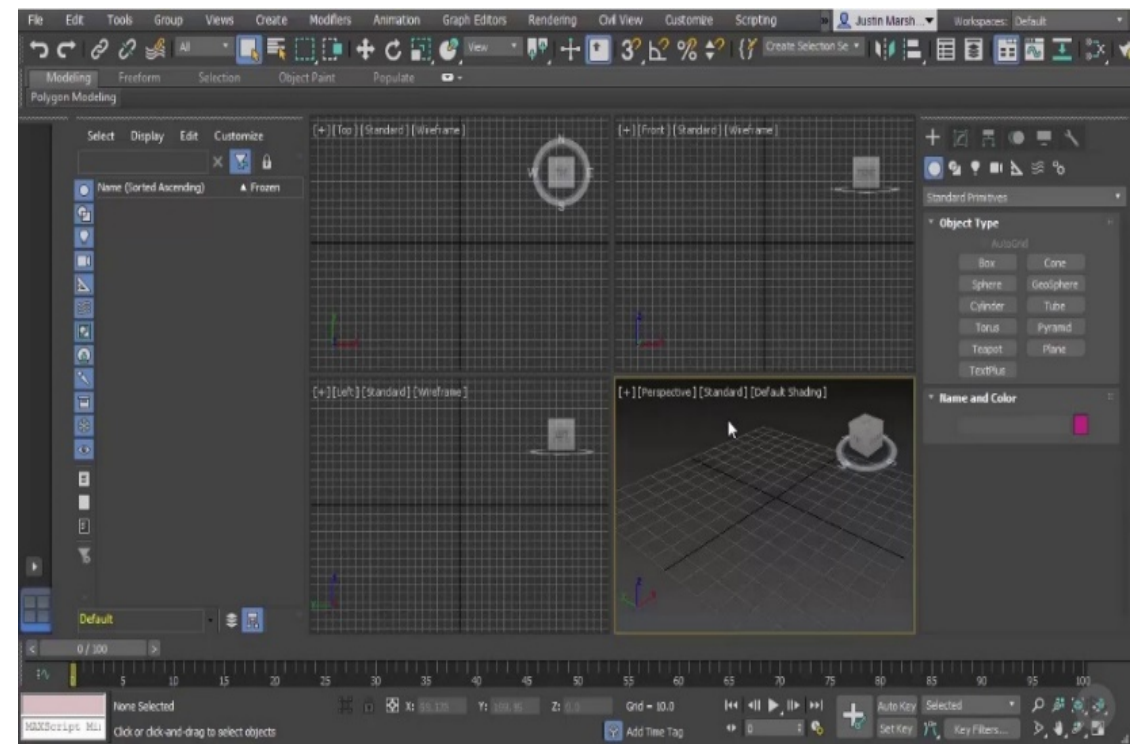 File Edit Tools Group Views Create Modifiers Animation Graph Editors Rendering Civil View Customize Scripting » Justin Marsh... Workspaces: Default
All View Create Selection Se
Modeling Freeform Selection Object Paint Populate
Polygon Modeling
Select Display Edit Customize
Name (Sorted Ascending) ▲ Frozen
[+][Top][Standard][Wireframe]
N
W E
S
[+][Front][Standard][Wireframe]
[+][Left][Standard][Wireframe]
[+][Perspective][Standard][Default Shading]
Standard Primitives
Object Type
AutoGrid
Box Cone
Sphere GeoSphere
Cylinder Tube
Torus Pyramid
Teapot Plane
TextPlus
Name and Color
Default
< 0 / 100 >
0 5 10 15 20 25 30 35 40 45 50 55 60 65 70 75 80 85 90 95 100
None Selected X: Y: Z: 0.0 Grid = 10.0 Auto Key Selected
MAXScript Mi Click or click-and-drag to select objects Add Time Tag 0 Set Key Key Filters...